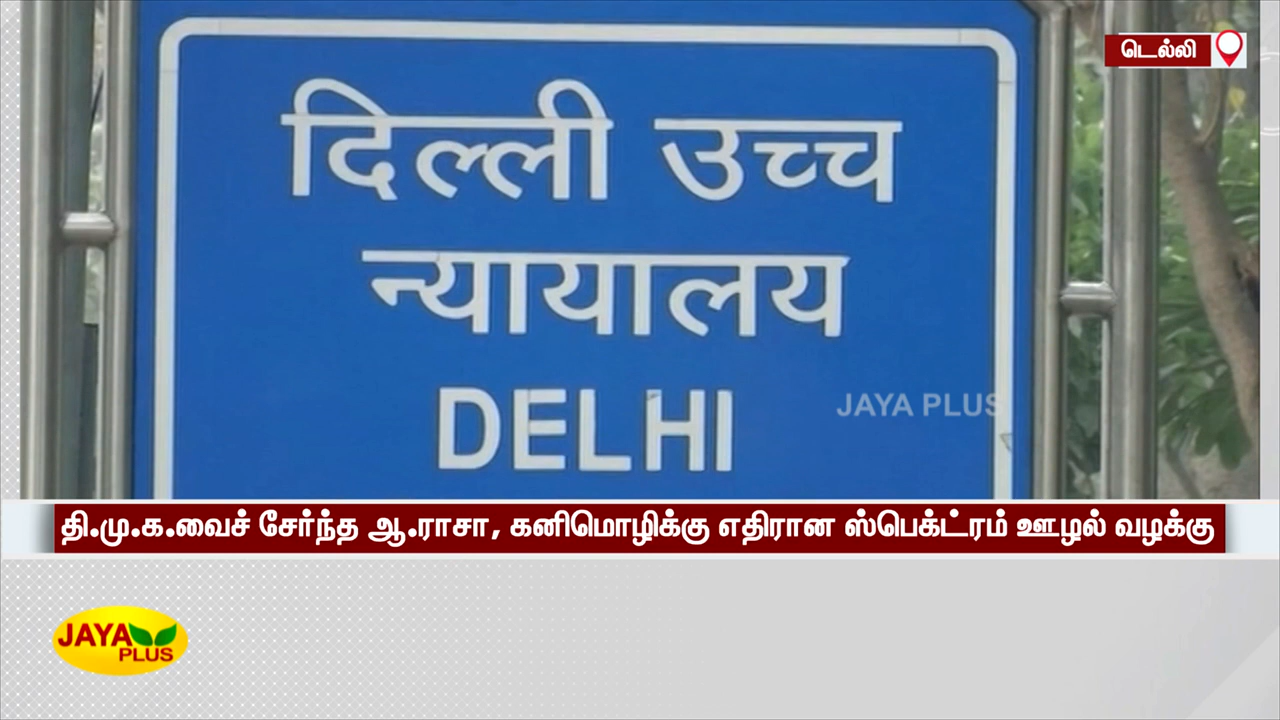 டெல்லி
दिल्ली उच्च
न्यायालय
DELHI
JAYA PLUS
தி.மு.க.வைச் சேர்ந்த ஆ.ராசா, கனிமொழிக்கு எதிரான ஸ்பெக்ட்ரம் ஊழல் வழக்கு
JAYA
PLUS